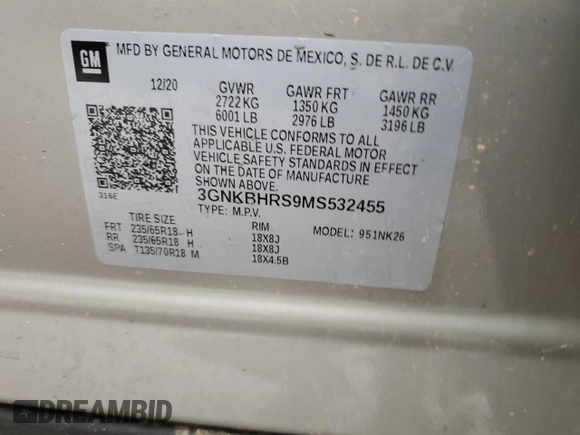 GM
MFD BY GENERAL MOTORS DE MEXICO, S. DE R.L. DE C.V.
12/20 GVWR GAWR FRT GAWR RR
2722 KG 1350 KG 1450 KG
6001 LB 2976 LB 3196 LB
THIS VEHICLE CONFORMS TO ALL
APPLICABLE U.S. FEDERAL MOTOR
VEHICLE SAFETY STANDARDS IN EFFECT
ON THE DATE OF MANUFACTURE
SHOWN ABOVE.
316E
3GNKBHRS9MS532455
TYPE: M.P.V. MODEL: 951NK26
TIRE SIZE RIM
FRT 235/65R18 H 18X8J
RR 235/65R18 H 18X8J
SPA T135/70R18 M 18X4.5B
DREAMBID